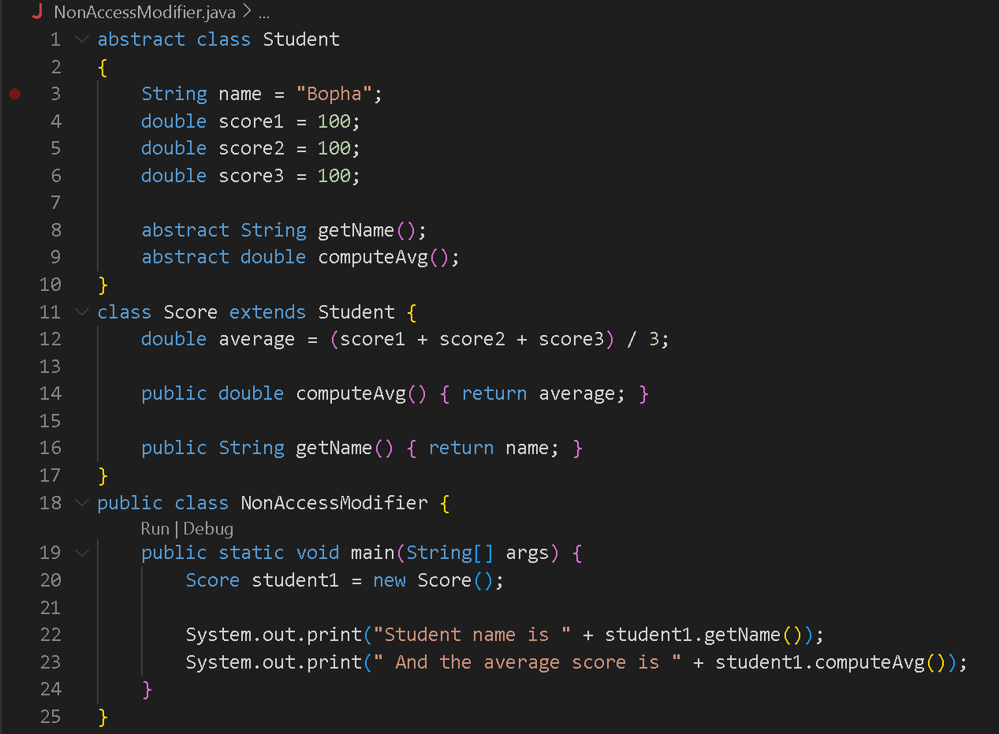 NonAccessModifier.java > ...
1 abstract class Student
2 {
3 String name = "Bopha";
4 double score1 = 100;
5 double score2 = 100;
6 double score3 = 100;
7
8 abstract String getName();
9 abstract double computeAvg();
10 }
11 class Score extends Student {
12 double average = (score1 + score2 + score3) / 3;
13
14 public double computeAvg() { return average; }
15
16 public String getName() { return name; }
17 }
18 public class NonAccessModifier {
Run | Debug
19 public static void main(String[] args) {
20 Score student1 = new Score();
21
22 System.out.print("Student name is " + student1.getName());
23 System.out.print(" And the average score is " + student1.computeAvg());
24 }
25 }